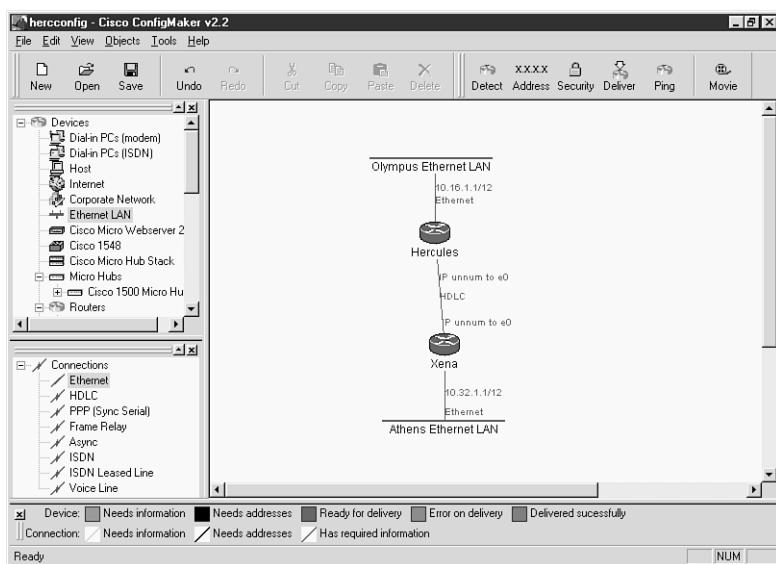 hercconfig - Cisco ConfigMaker v2.2
File Edit View Objects Tools Help
New Open Save Undo Redo Cut Copy Paste Delete Detect X.X.X.X Address Security Deliver Ping Movie
Devices
Dial-in PCs (modem)
Dial-in PCs (ISDN)
Host
Internet
Corporate Network
Ethernet LAN
Cisco Micro Webserver 2
Cisco 1548
Cisco Micro Hub Stack
Micro Hubs
Cisco 1500 Micro Hu
Routers
Connections
Ethernet
HDLC
PPP (Sync Serial)
Frame Relay
Async
ISDN
ISDN Leased Line
Voice Line
Olympus Ethernet LAN
10.16.1.1/12
Ethernet
Hercules
IP unnum to e0
HDLC
IP unnum to e0
Xena
10.32.1.1/12
Ethernet
Athens Ethernet LAN
Device: Needs information Needs addresses Ready for delivery Error on delivery Delivered sucessfully
Connection: Needs information Needs addresses Has required information
Ready NUM